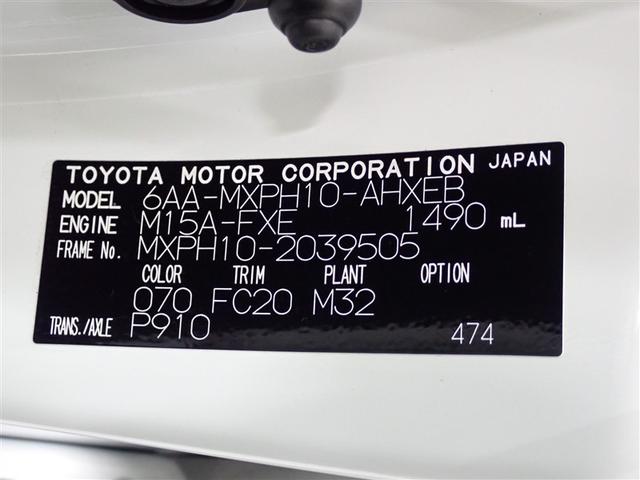 TOYOTA MOTOR CORPORATION JAPAN
MODEL 6AA-MXPH10-AHXEB
ENGINE M15A-FXE 1490 mL
FRAME No. MXPH10-2039505
COLOR TRIM PLANT OPTION
070 FC20 M32
TRANS./AXLE P910 474